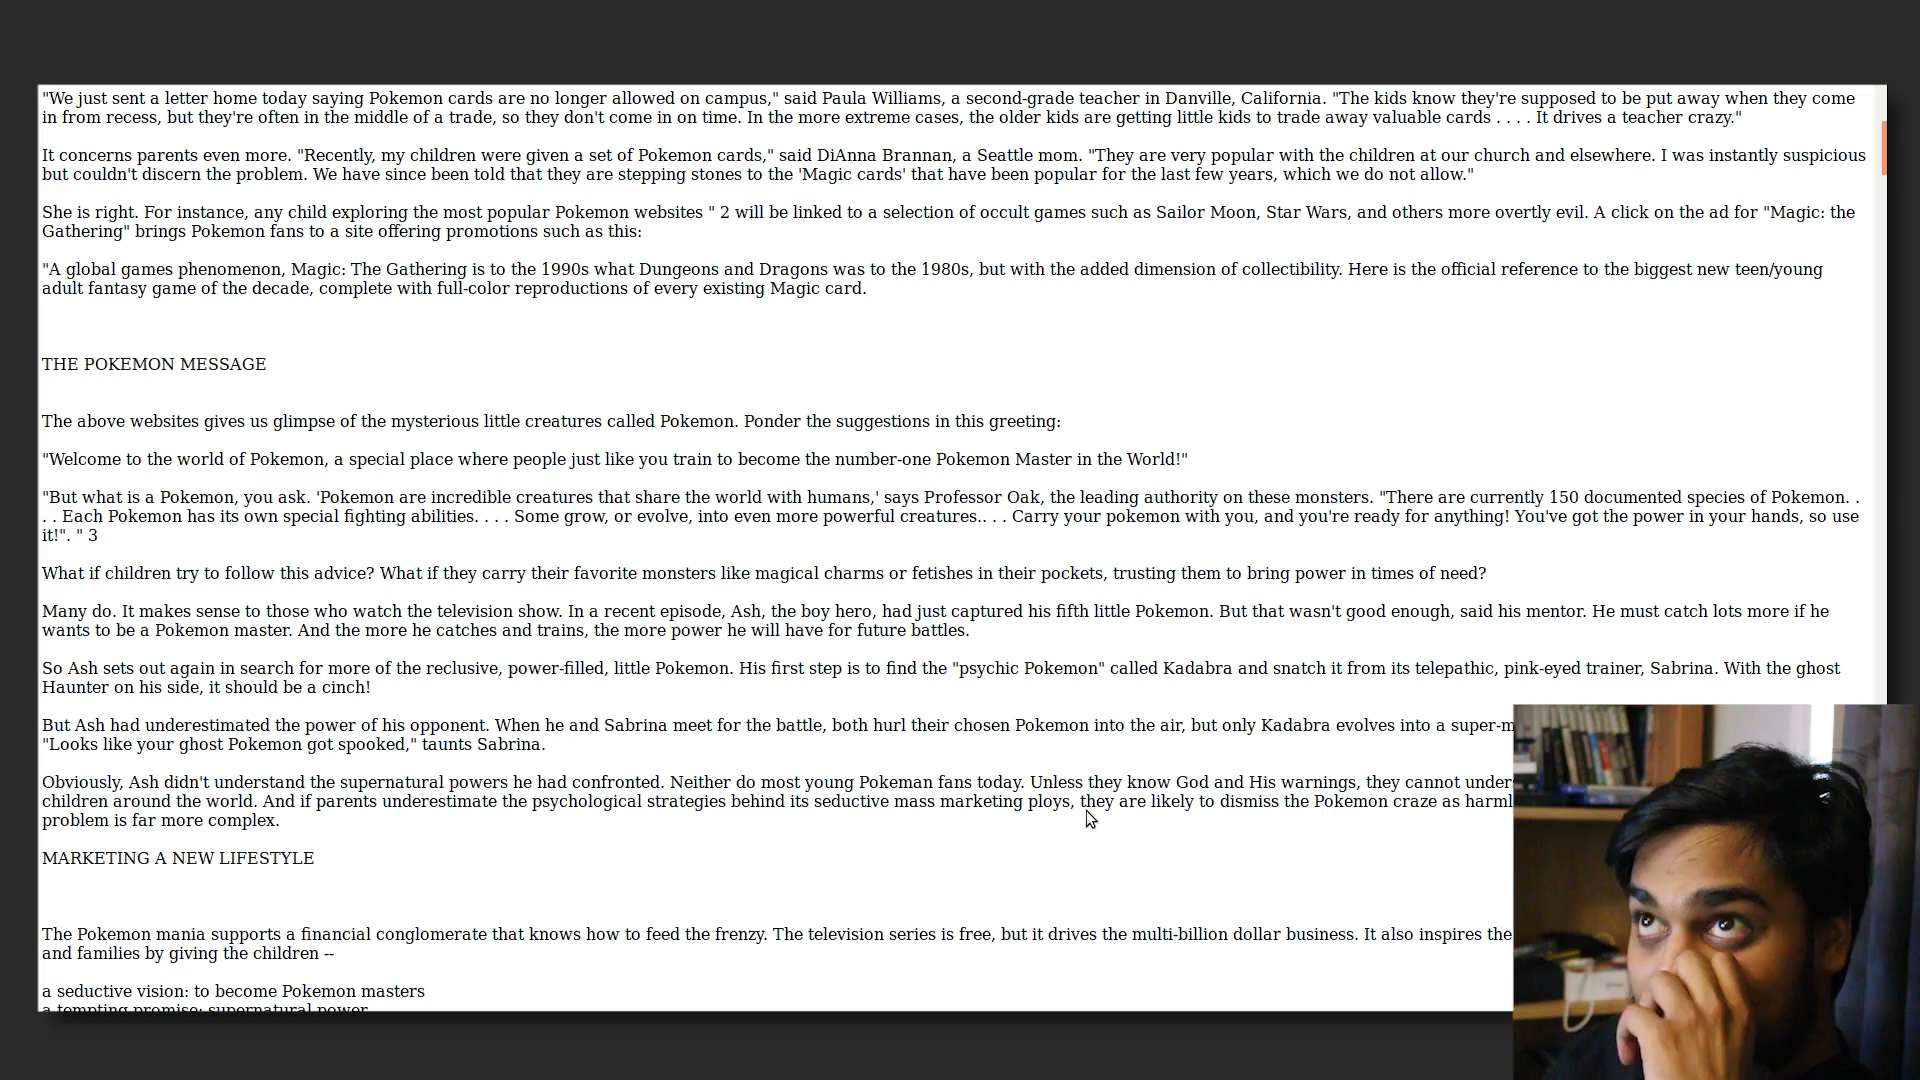 "We just sent a letter home today saying Pokemon cards are no longer allowed on campus," said Paula Williams, a second-grade teacher in Danville, California. "The kids know they're supposed to be put away when they come
in from recess, but they're often in the middle of a trade, so they don't come in on time. In the more extreme cases, the older kids are getting little kids to trade away valuable cards . . . . It drives a teacher crazy."
It concerns parents even more. "Recently, my children were given a set of Pokemon cards," said DiAnna Brannan, a Seattle mom. "They are very popular with the children at our church and elsewhere. I was instantly suspicious
but couldn't discern the problem. We have since been told that they are stepping stones to the 'Magic cards' that have been popular for the last few years, which we do not allow."
She is right. For instance, any child exploring the most popular Pokemon websites " 2 will be linked to a selection of occult games such as Sailor Moon, Star Wars, and others more overtly evil. A click on the ad for "Magic: the
Gathering" brings Pokemon fans to a site offering promotions such as this:
"A global games phenomenon, Magic: The Gathering is to the 1990s what Dungeons and Dragons was to the 1980s, but with the added dimension of collectibility. Here is the official reference to the biggest new teen/young
adult fantasy game of the decade, complete with full-color reproductions of every existing Magic card.
THE POKEMON MESSAGE
The above websites gives us glimpse of the mysterious little creatures called Pokemon. Ponder the suggestions in this greeting:
"Welcome to the world of Pokemon, a special place where people just like you train to become the number-one Pokemon Master in the World!"
"But what is a Pokemon, you ask. 'Pokemon are incredible creatures that share the world with humans,' says Professor Oak, the leading authority on these monsters. "There are currently 150 documented species of Pokemon. .
. . Each Pokemon has its own special fighting abilities. . . . Some grow, or evolve, into even more powerful creatures.. . . Carry your pokemon with you, and you're ready for anything! You've got the power in your hands, so use
it!". " 3
What if children try to follow this advice? What if they carry their favorite monsters like magical charms or fetishes in their pockets, trusting them to bring power in times of need?
Many do. It makes sense to those who watch the television show. In a recent episode, Ash, the boy hero, had just captured his fifth little Pokemon. But that wasn't good enough, said his mentor. He must catch lots more if he
wants to be a Pokemon master. And the more he catches and trains, the more power he will have for future battles.
So Ash sets out again in search for more of the reclusive, power-filled, little Pokemon. His first step is to find the "psychic Pokemon" called Kadabra and snatch it from its telepathic, pink-eyed trainer, Sabrina. With the ghost
Haunter on his side, it should be a cinch!
But Ash had underestimated the power of his opponent. When he and Sabrina meet for the battle, both hurl their chosen Pokemon into the air, but only Kadabra evolves into a super-m
"Looks like your ghost Pokemon got spooked," taunts Sabrina.
Obviously, Ash didn't understand the supernatural powers he had confronted. Neither do most young Pokeman fans today. Unless they know God and His warnings, they cannot unders
children around the world. And if parents underestimate the psychological strategies behind its seductive mass marketing ploys, they are likely to dismiss the Pokemon craze as harml
problem is far more complex.
MARKETING A NEW LIFESTYLE
The Pokemon mania supports a financial conglomerate that knows how to feed the frenzy. The television series is free, but it drives the multi-billion dollar business. It also inspires the
and families by giving the children --
a seductive vision: to become Pokemon masters
a tempting promise: supernatural power